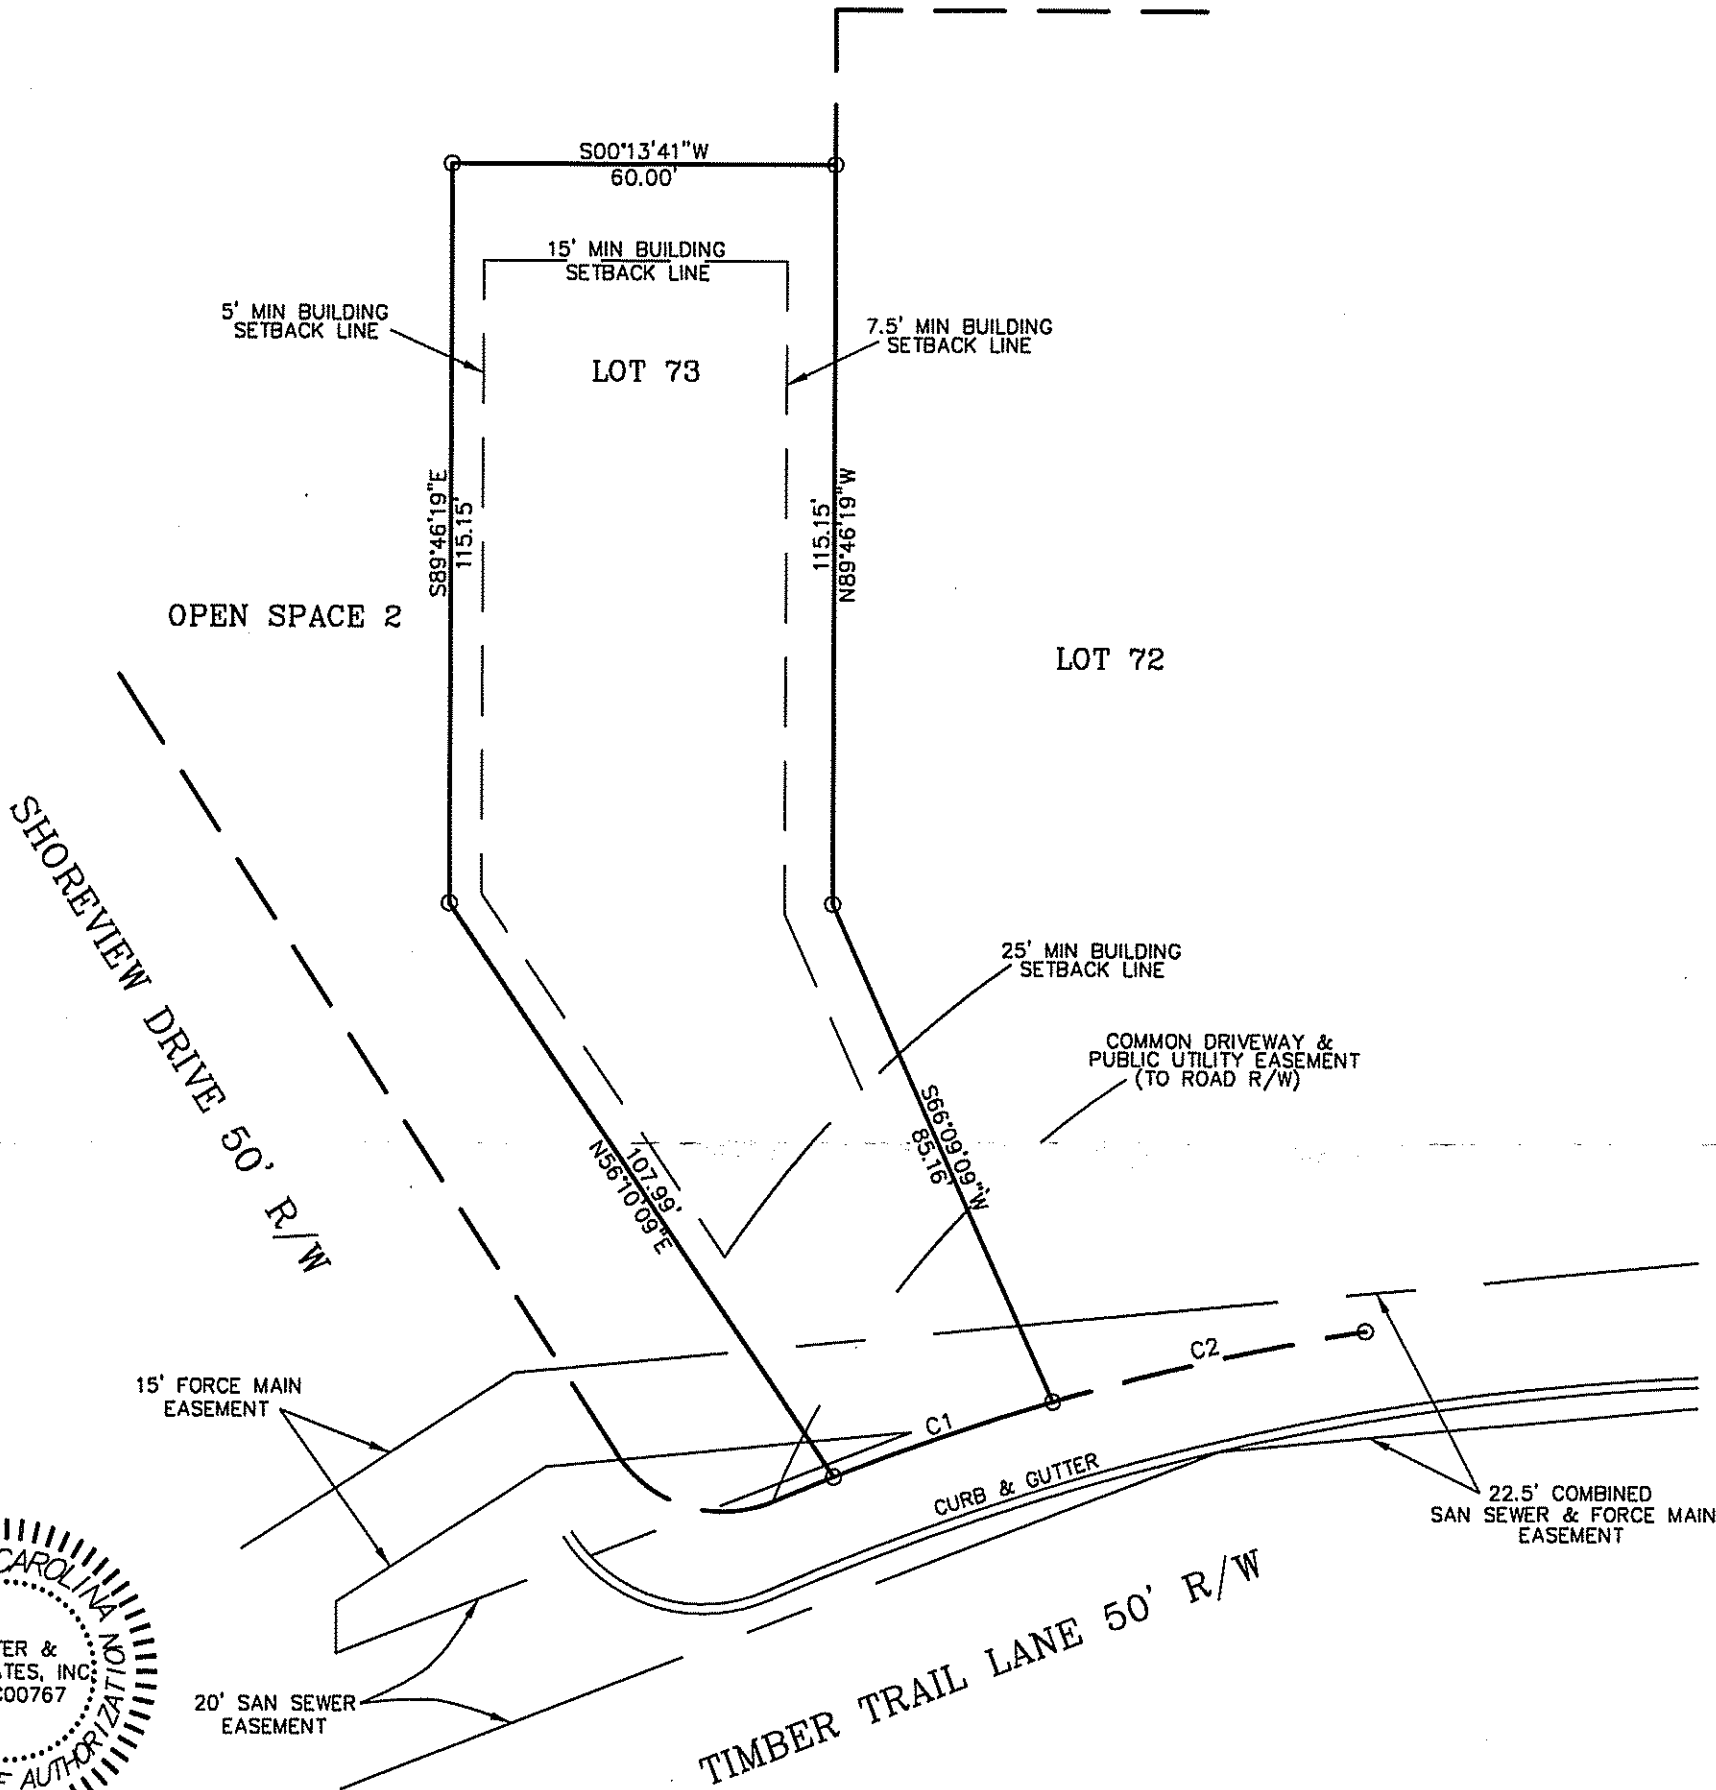 S00°13'41"W
60.00'
15' MIN BUILDING
SETBACK LINE
5' MIN BUILDING
SETBACK LINE
7.5' MIN BUILDING
SETBACK LINE
LOT 73
S89°46'19"E
115.15'
115.15'
N89°46'19"W
OPEN SPACE 2
LOT 72
SHOREVIEW DRIVE 50' R/W
25' MIN BUILDING
SETBACK LINE
COMMON DRIVEWAY &
PUBLIC UTILITY EASEMENT
(TO ROAD R/W)
S66°09'09"W
85.16'
107.99'
N56°10'09"E
C2
15' FORCE MAIN
EASEMENT
C1
CURB & GUTTER
22.5' COMBINED
SAN SEWER & FORCE MAIN
EASEMENT
CAROLINA
TER &
ATES, INC
C00767
AUTHORIZATION
20' SAN SEWER
EASEMENT
TIMBER TRAIL LANE 50' R/W